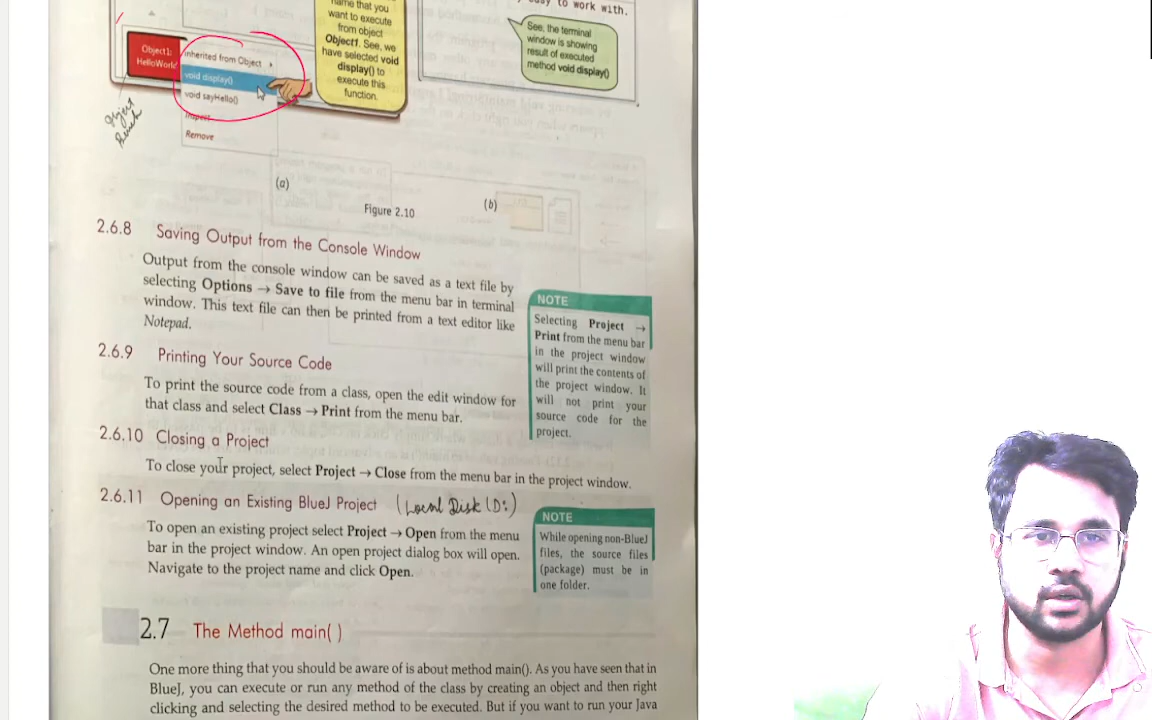 name that you
want to execute
from object
Object1. See, we
have selected void
display() to
execute this
function.
easy to work with.
See, the terminal
window is showing
result of executed
method void display()
Object1:
HelloWorld
inherited from Object
void display()
void sayHello()
Inspect
Remove
Object
Bench
(a)
(b)
Figure 2.10
2.6.8 Saving Output from the Console Window
Output from the console window can be saved as a text file by
selecting Options → Save to file from the menu bar in terminal
window. This text file can then be printed from a text editor like
Notepad.
NOTE
Selecting Project →
Print from the menu bar
in the project window
will print the contents of
the project window. It
will not print your
source code for the
project.
2.6.9 Printing Your Source Code
To print the source code from a class, open the edit window for
that class and select Class → Print from the menu bar.
2.6.10 Closing a Project
To close your project, select Project → Close from the menu bar in the project window.
2.6.11 Opening an Existing BlueJ Project (Local Disk (D:)
To open an existing project select Project → Open from the menu
bar in the project window. An open project dialog box will open.
Navigate to the project name and click Open.
NOTE
While opening non-BlueJ
files, the source files
(package) must be in
one folder.
2.7 The Method main( )
One more thing that you should be aware of is about method main(). As you have seen that in
BlueJ, you can execute or run any method of the class by creating an object and then right
clicking and selecting the desired method to be executed. But if you want to run your Java